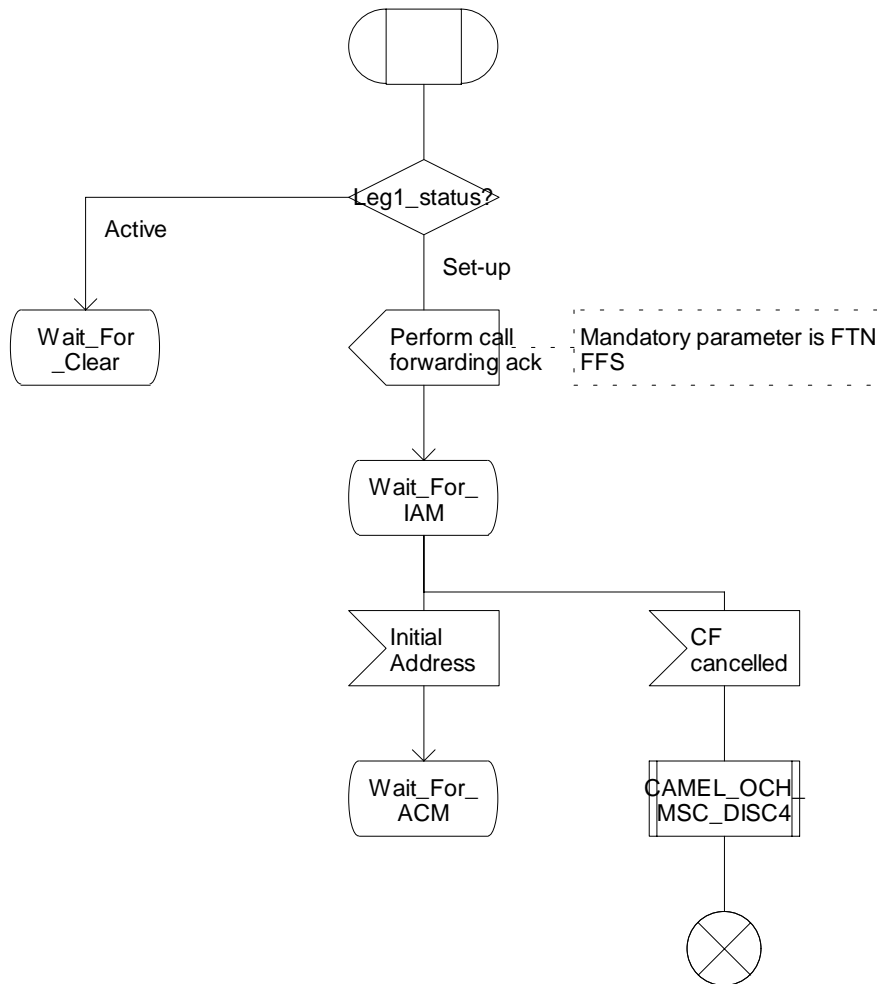 Leg1_status?
Active
Set-up
Wait_For
_Clear
Perform call
forwarding ack
Mandatory parameter is FTN
FFS
Wait_For_
IAM
Initial
Address
CF
cancelled
Wait_For_
ACM
CAMEL_OCH_
MSC_DISC4